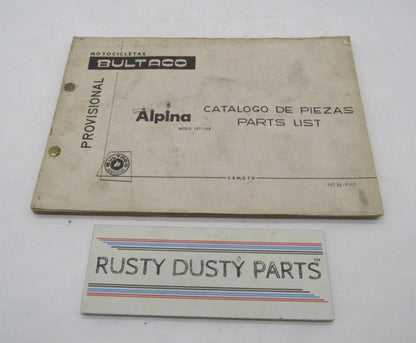 MOTOCICLETAS
BULTACO
PROVISIONAL
Alpina
CATALOGO DE PIEZAS
PARTS LIST
CEMOTO
RUSTY DUSTY PARTS